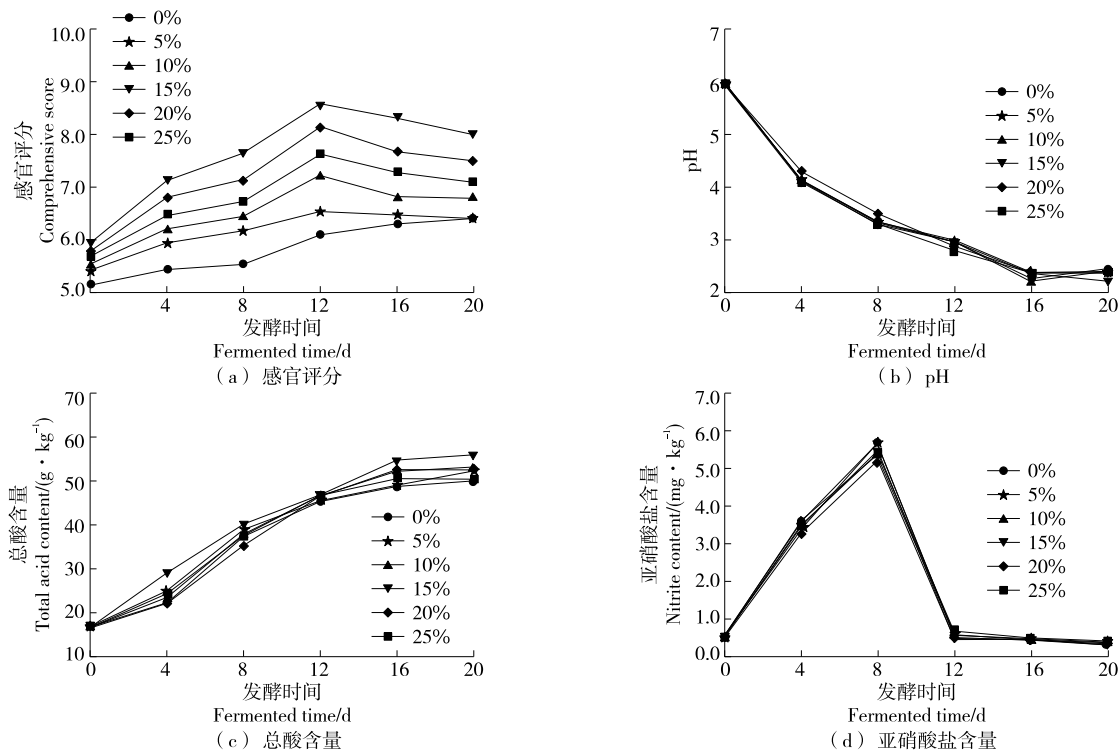 0%
5%
10%
15%
20%
25%
10.0
9.0
8.0
7.0
6.0
5.0
感官评分
Comprehensive score
0 4 8 12 16 20
发酵时间
Fermented time/d
(a) 感官评分
7
6
5
4
3
2
pH
0%
5%
10%
15%
20%
25%
0 4 8 12 16 20
发酵时间
Fermented time/d
(b) pH
70
60
50
40
30
20
10
总酸含量
Total acid content/(g·kg⁻¹)
0%
5%
10%
15%
20%
25%
0 4 8 12 16 20
发酵时间
Fermented time/d
(c) 总酸含量
7.0
6.0
5.0
4.0
3.0
2.0
1.0
0.0
亚硝酸盐含量
Nitrite content/(mg·kg⁻¹)
0%
5%
10%
15%
20%
25%
0 4 8 12 16 20
发酵时间
Fermented time/d
(d) 亚硝酸盐含量